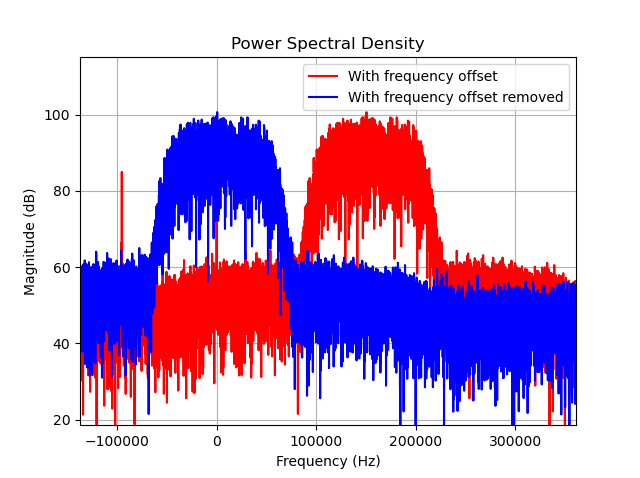 Power Spectral Density
With frequency offset
With frequency offset removed
Magnitude (dB)
100
80
60
40
20
−100000 0 100000 200000 300000
Frequency (Hz)